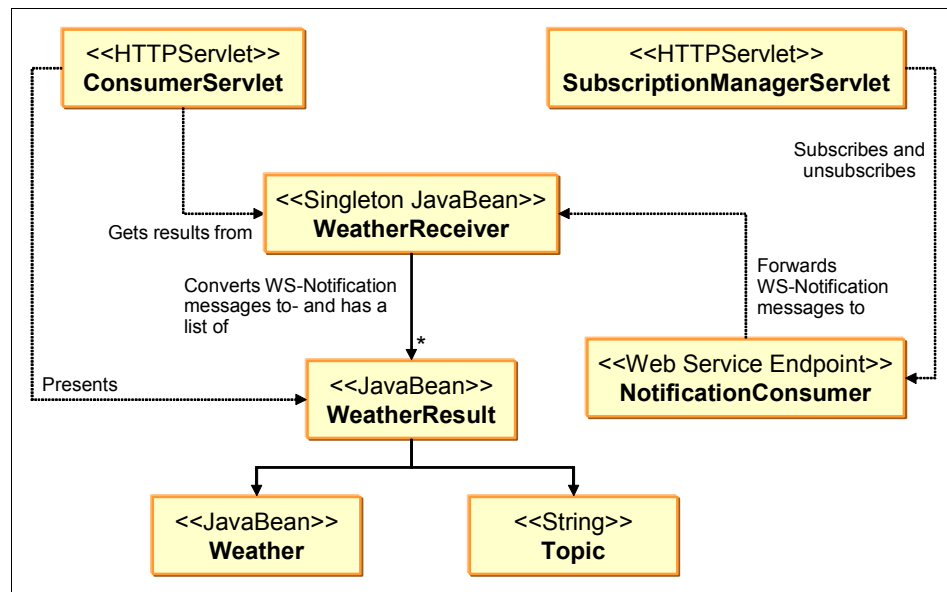 <<HTTPServlet>>
ConsumerServlet
<<HTTPServlet>>
SubscriptionManagerServlet
Subscribes and
unsubscribes
<<Singleton JavaBean>>
WeatherReceiver
Gets results from
Converts WS-Notification
messages to- and has a
list of
*
Forwards
WS-Notification
messages to
<<Web Service Endpoint>>
NotificationConsumer
Presents
<<JavaBean>>
WeatherResult
<<JavaBean>>
Weather
<<String>>
Topic